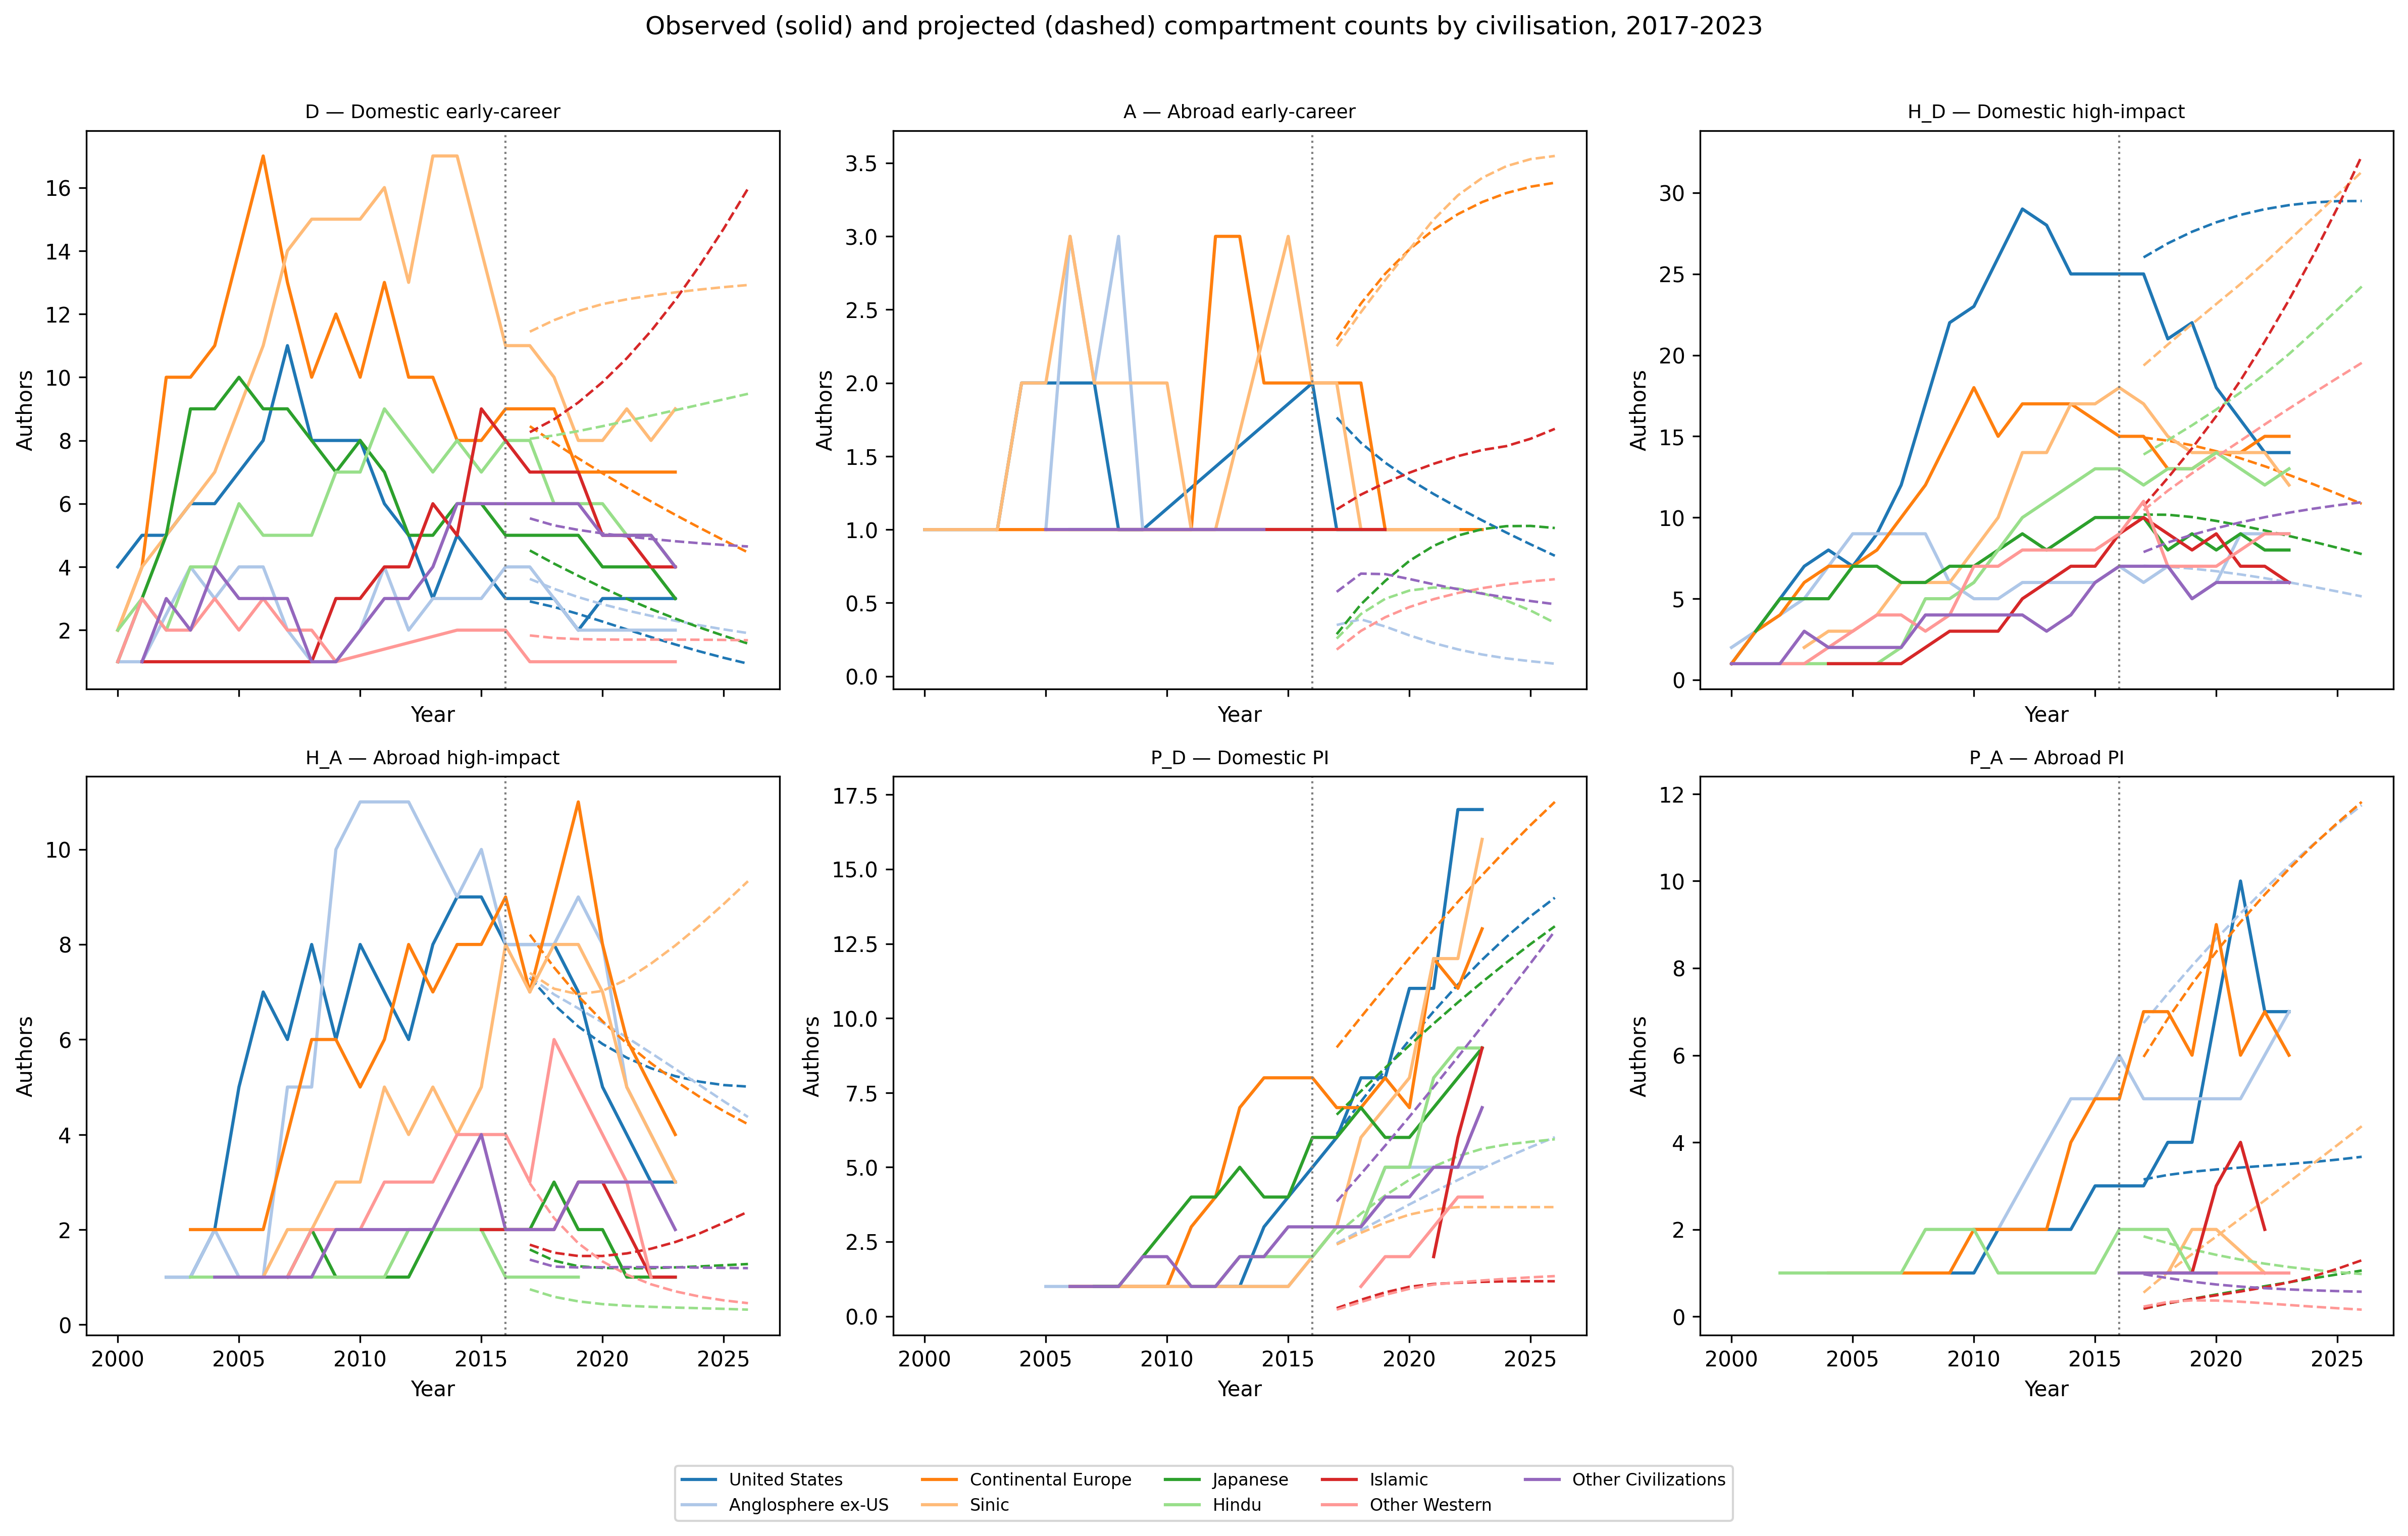 Observed (solid) and projected (dashed) compartment counts by civilisation, 2017-2023
D — Domestic early-career
16
14
12
10
8
6
4
2
Authors
Year
A — Abroad early-career
3.5
3.0
2.5
2.0
1.5
1.0
0.5
0.0
Authors
Year
H_D — Domestic high-impact
30
25
20
15
10
5
0
Authors
Year
H_A — Abroad high-impact
10
8
6
4
2
0
Authors
2000 2005 2010 2015 2020 2025
Year
P_D — Domestic PI
17.5
15.0
12.5
10.0
7.5
5.0
2.5
0.0
Authors
2000 2005 2010 2015 2020 2025
Year
P_A — Abroad PI
12
10
8
6
4
2
0
Authors
2000 2005 2010 2015 2020 2025
Year
United States
Anglosphere ex-US
Continental Europe
Sinic
Japanese
Hindu
Islamic
Other Western
Other Civilizations